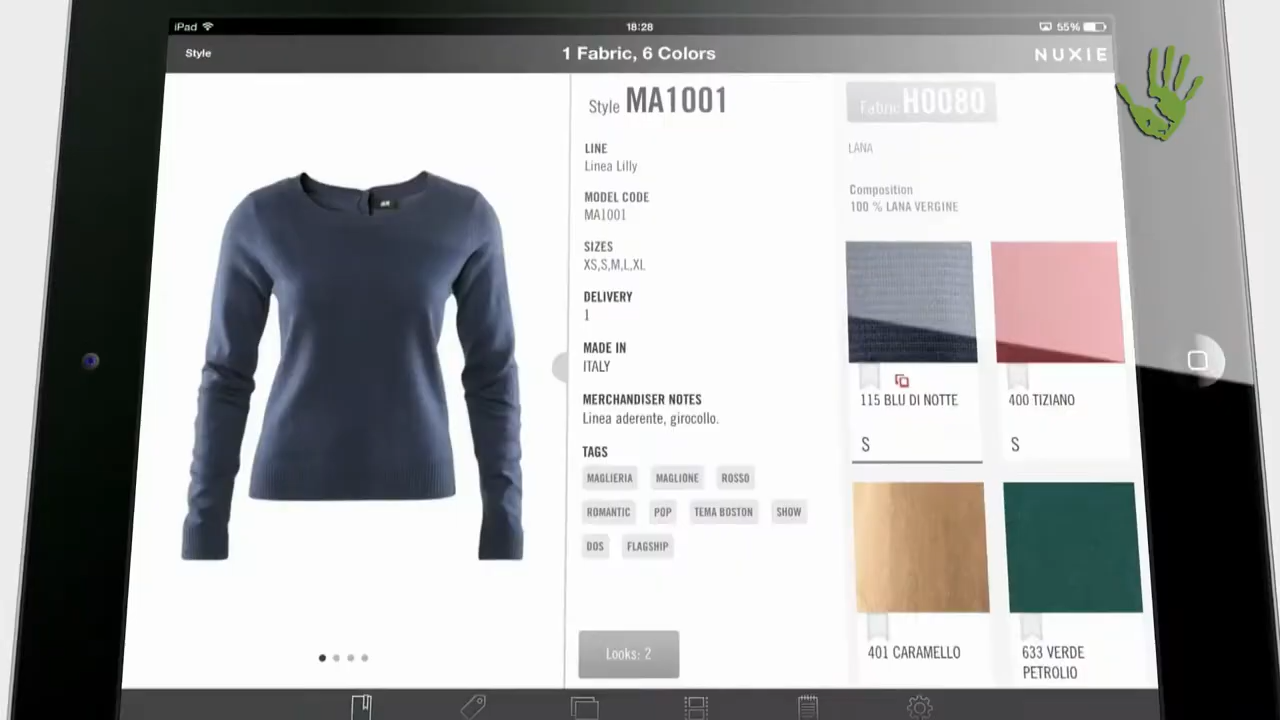 iPad
18:28
55%
Style
1 Fabric, 6 Colors
NUXIE
Style MA1001
LINE
Linea Lilly
MODEL CODE
MA1001
SIZES
XS,S,M,L,XL
DELIVERY
1
MADE IN
ITALY
MERCHANDISER NOTES
Linea aderente, girocollo.
TAGS
MAGLIERIA MAGLIONE ROSSO
ROMANTIC POP TEMA BOSTON SHOW
DOS FLAGSHIP
Looks: 2
Fabric H0080
LANA
Composition
100 % LANA VERGINE
115 BLU DI NOTTE
S
400 TIZIANO
S
401 CARAMELLO
633 VERDE
PETROLIO